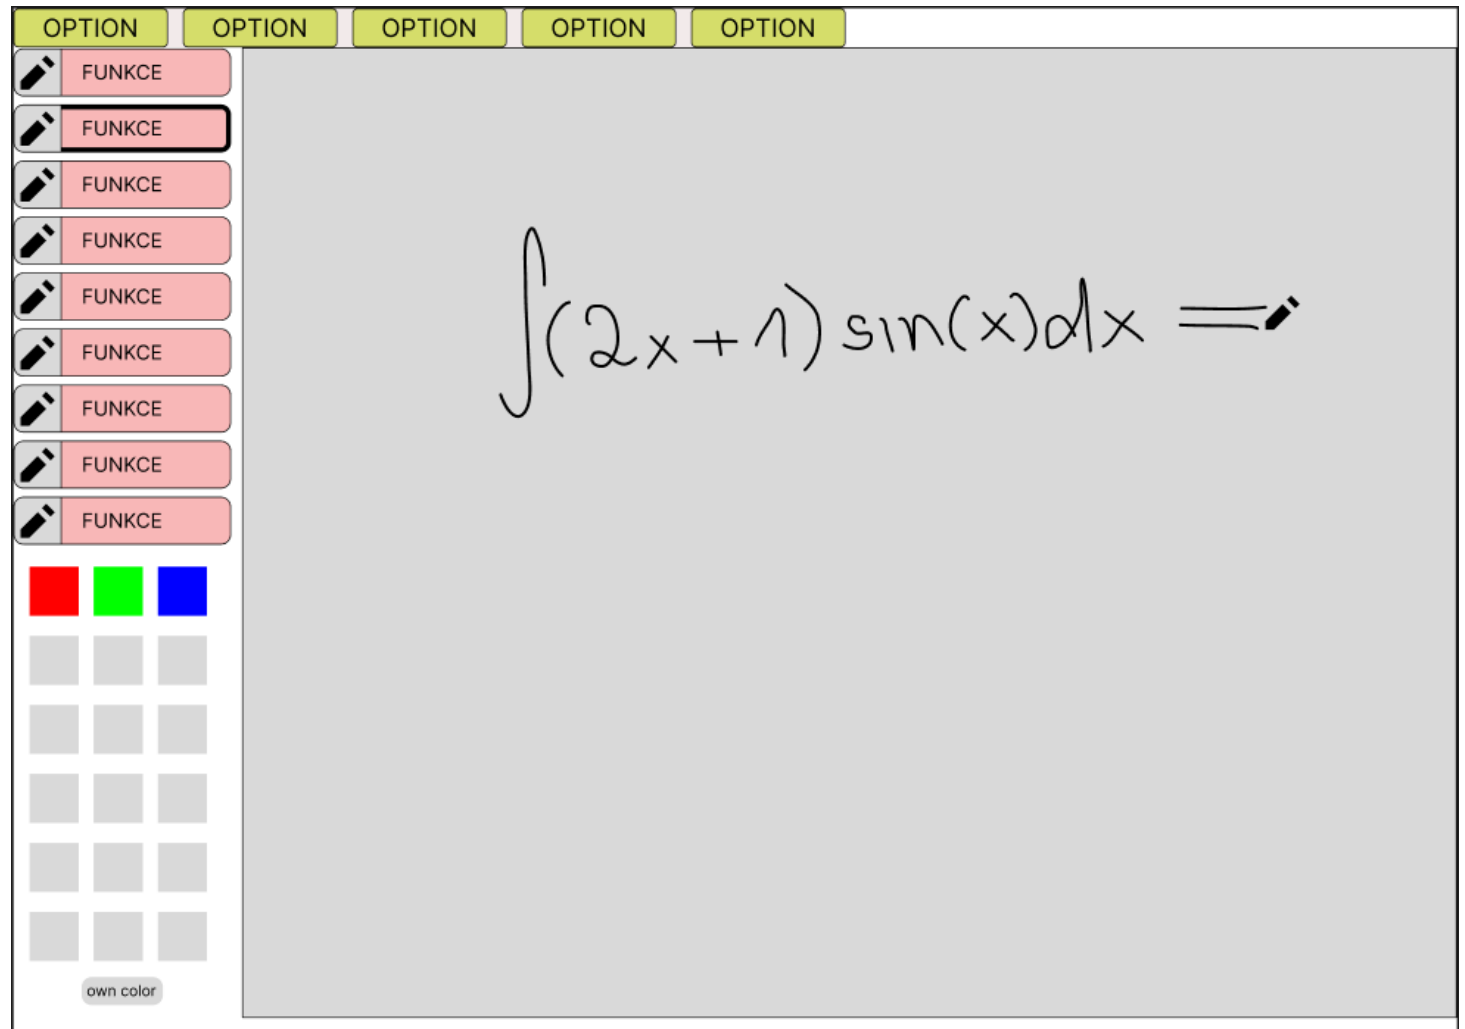 OPTION OPTION OPTION OPTION OPTION
FUNKCE
FUNKCE
FUNKCE
FUNKCE
FUNKCE
FUNKCE
FUNKCE
FUNKCE
FUNKCE
∫(2x+1) sin(x)dx =
own color